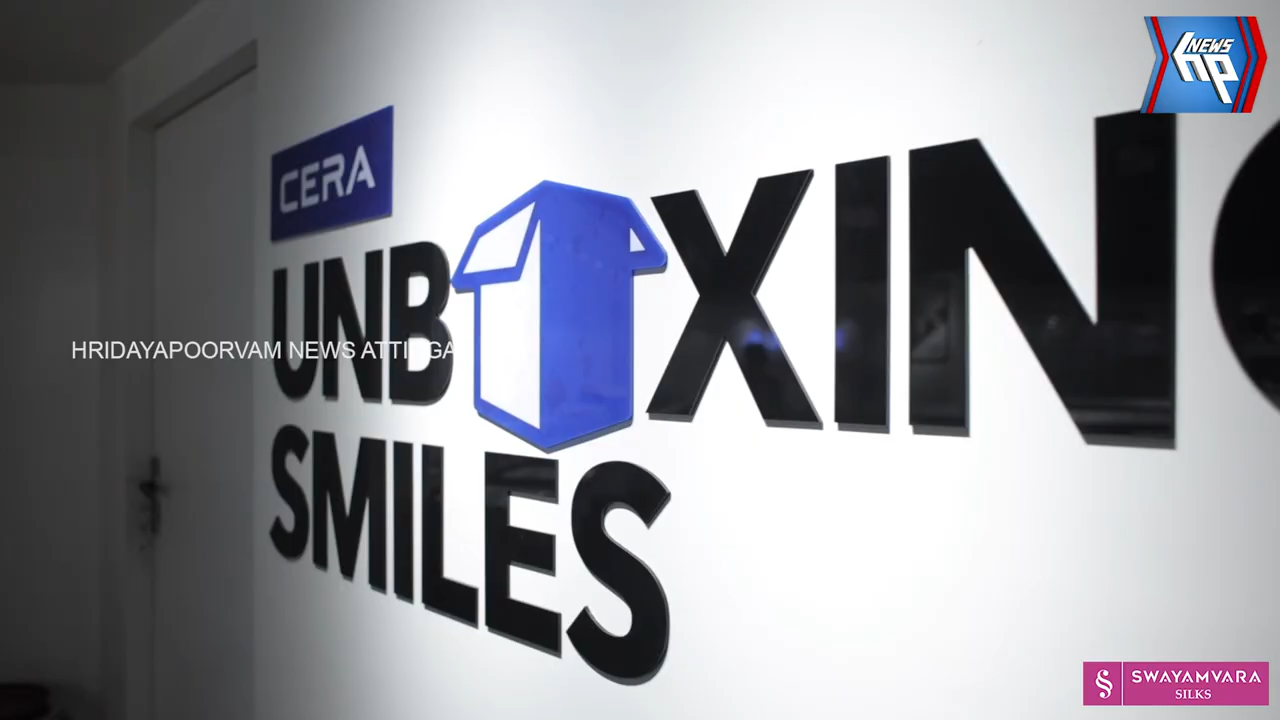 NEWS
hp
CERA
UNBOXING
HRIDAYAPOORVAM NEWS
SMILES
SWAYAMVARA
SILKS